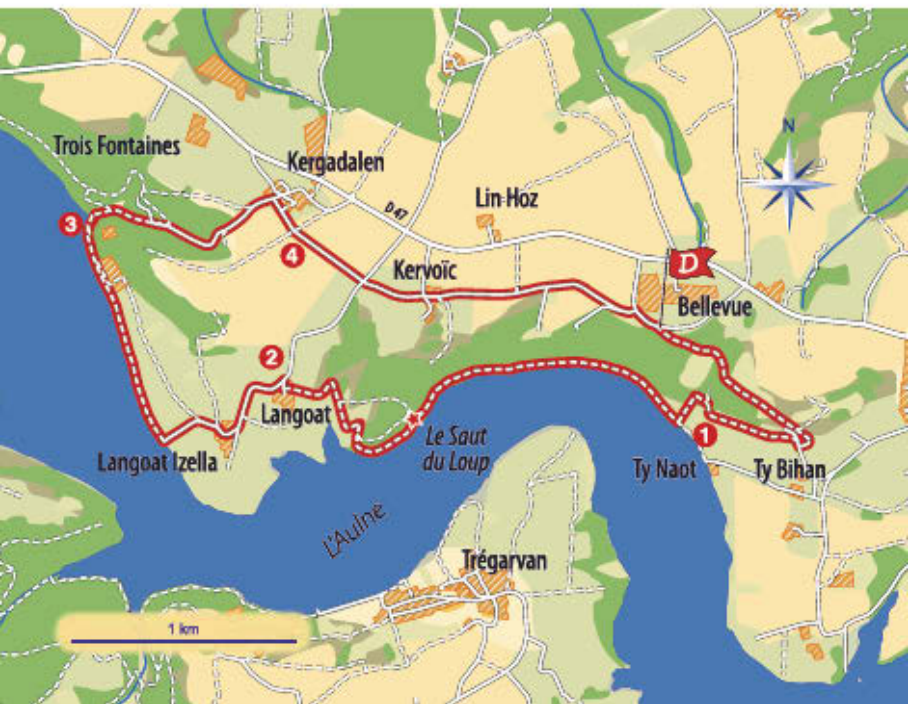 Trois Fontaines
Kergadalen
N
D47
Lin Hoz
3
4
Kervoïc
D
Bellevue
2
Langoat
Langoat Izella
Le Saut
du Loup
1
Ty Naot
Ty Bihan
L'Aulne
Trégarvan
1 km